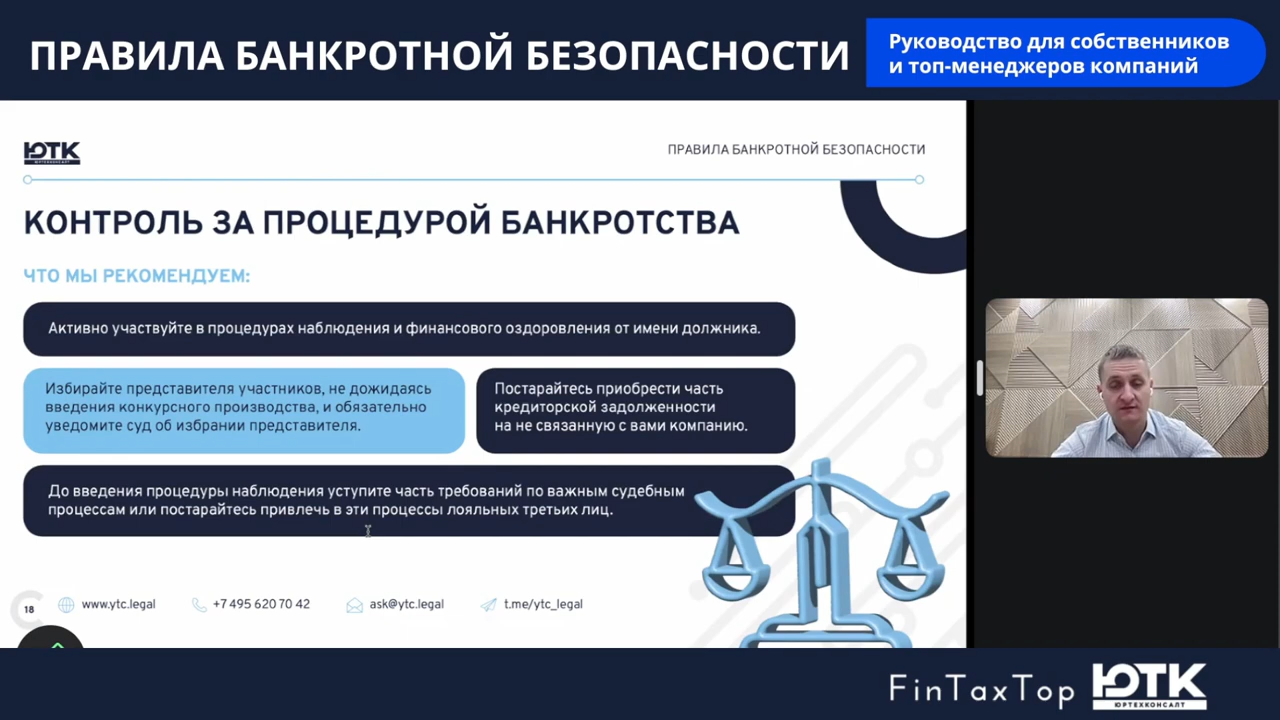 ПРАВИЛА БАНКРОТНОЙ БЕЗОПАСНОСТИ
Руководство для собственников
и топ-менеджеров компаний
ЮТК
ЮРТЕХКОНСАЛТ
ПРАВИЛА БАНКРОТНОЙ БЕЗОПАСНОСТИ
КОНТРОЛЬ ЗА ПРОЦЕДУРОЙ БАНКРОТСТВА
ЧТО МЫ РЕКОМЕНДУЕМ:
Активно участвуйте в процедурах наблюдения и финансового оздоровления от имени должника.
Избирайте представителя участников, не дожидаясь
введения конкурсного производства, и обязательно
уведомите суд об избрании представителя.
Постарайтесь приобрести часть
кредиторской задолженности
на не связанную с вами компанию.
До введения процедуры наблюдения уступите часть требований по важным судебным
процессам или постарайтесь привлечь в эти процессы лояльных третьих лиц.
18
www.ytc.legal
+7 495 620 70 42
ask@ytc.legal
t.me/ytc_legal
FinTaxTop
ЮТК
ЮРТЕХКОНСАЛТ